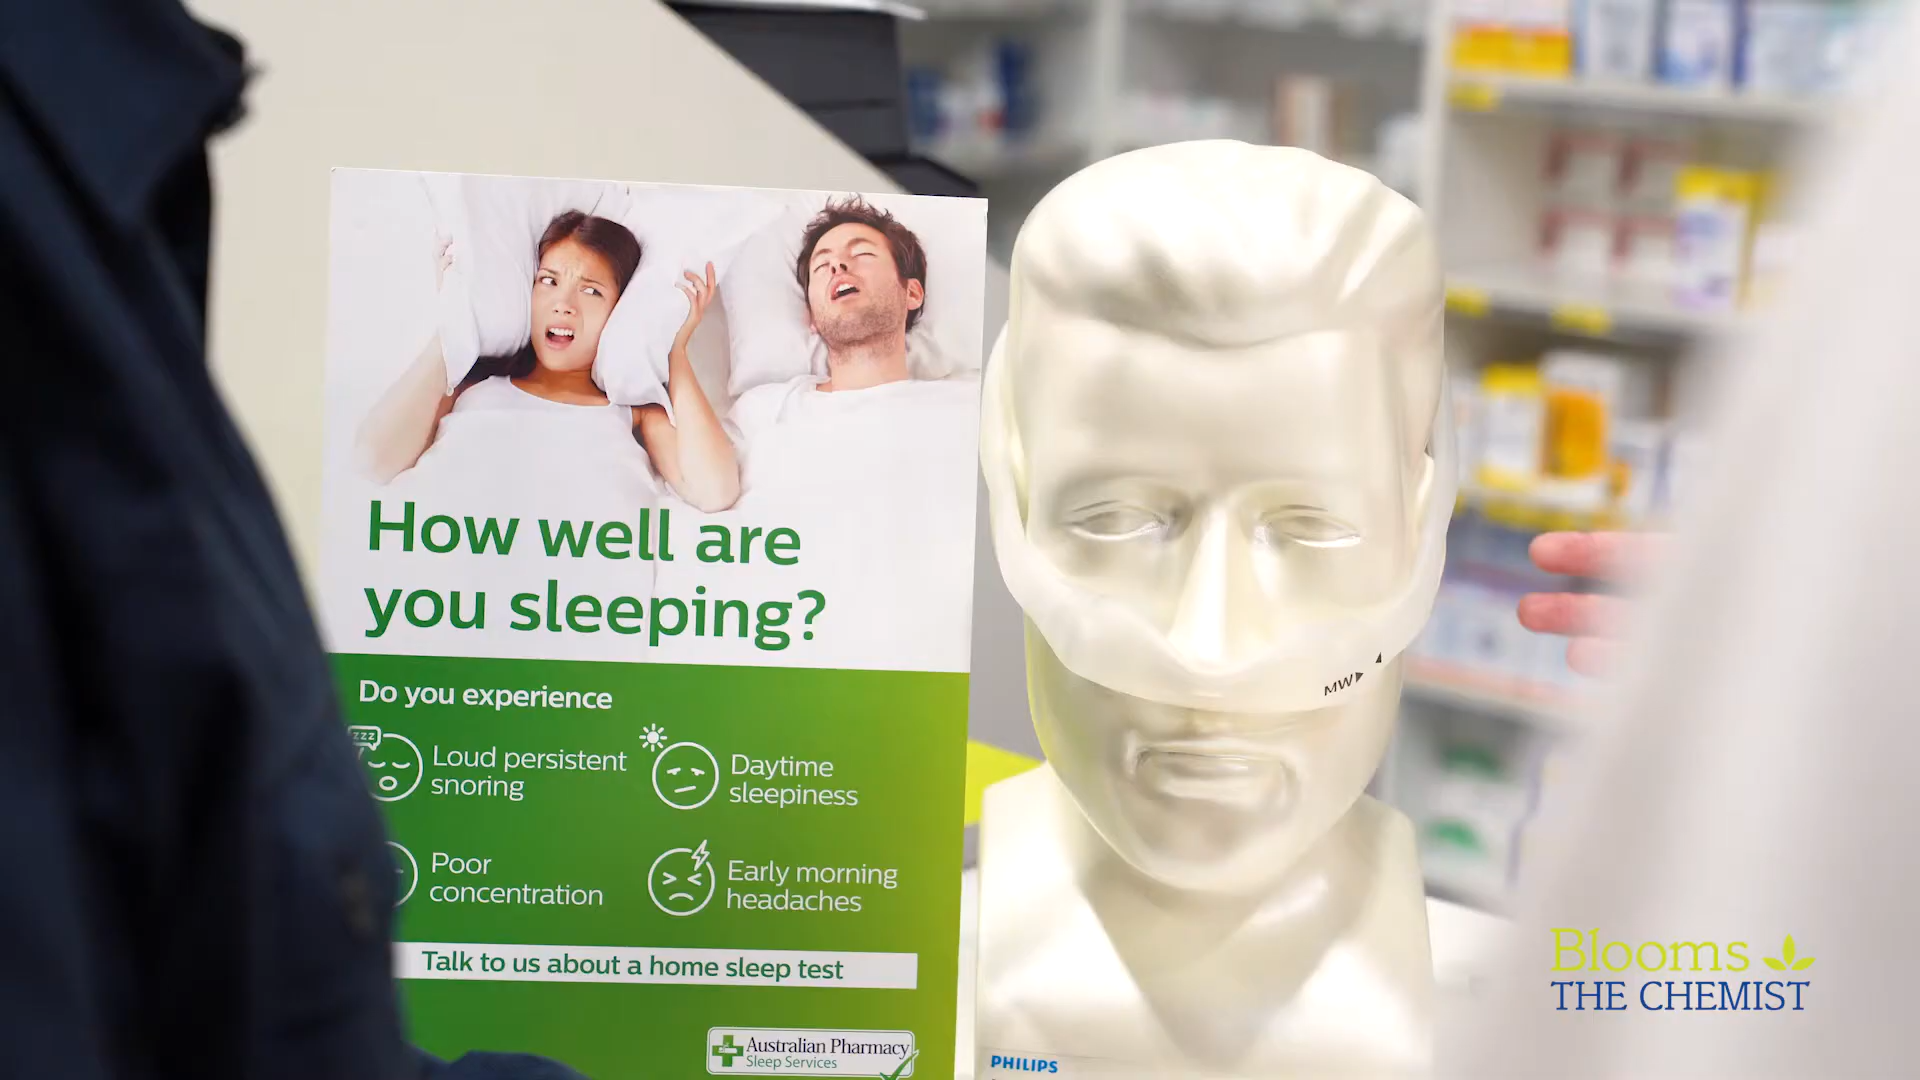 How well are
you sleeping?
Do you experience
zzz
Loud persistent
snoring
Daytime
sleepiness
Poor
concentration
Early morning
headaches
Talk to us about a home sleep test
Australian Pharmacy
Sleep Services
MW
PHILIPS
Blooms
THE CHEMIST